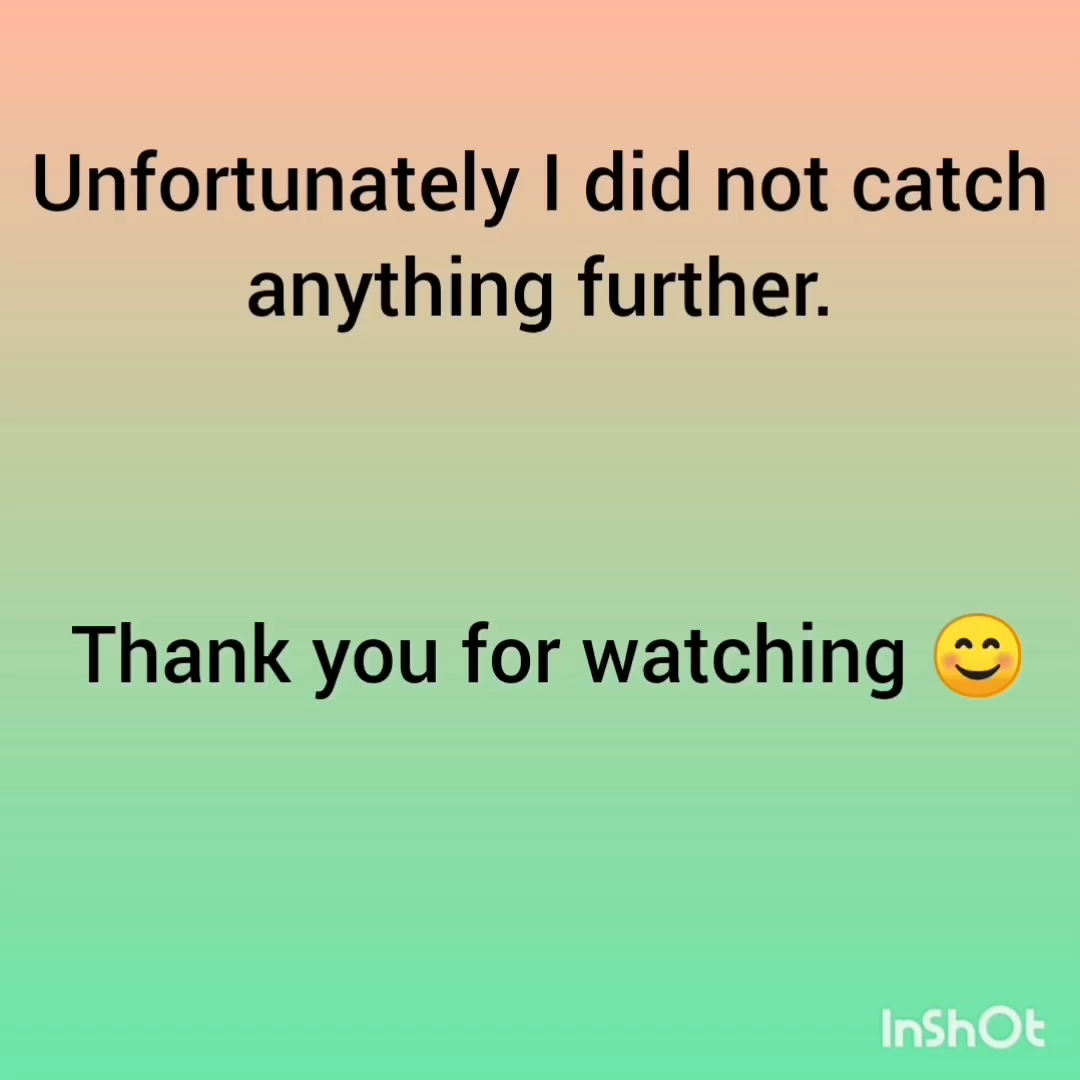 Unfortunately I did not catch
anything further.
Thank you for watching 😊
InShOt